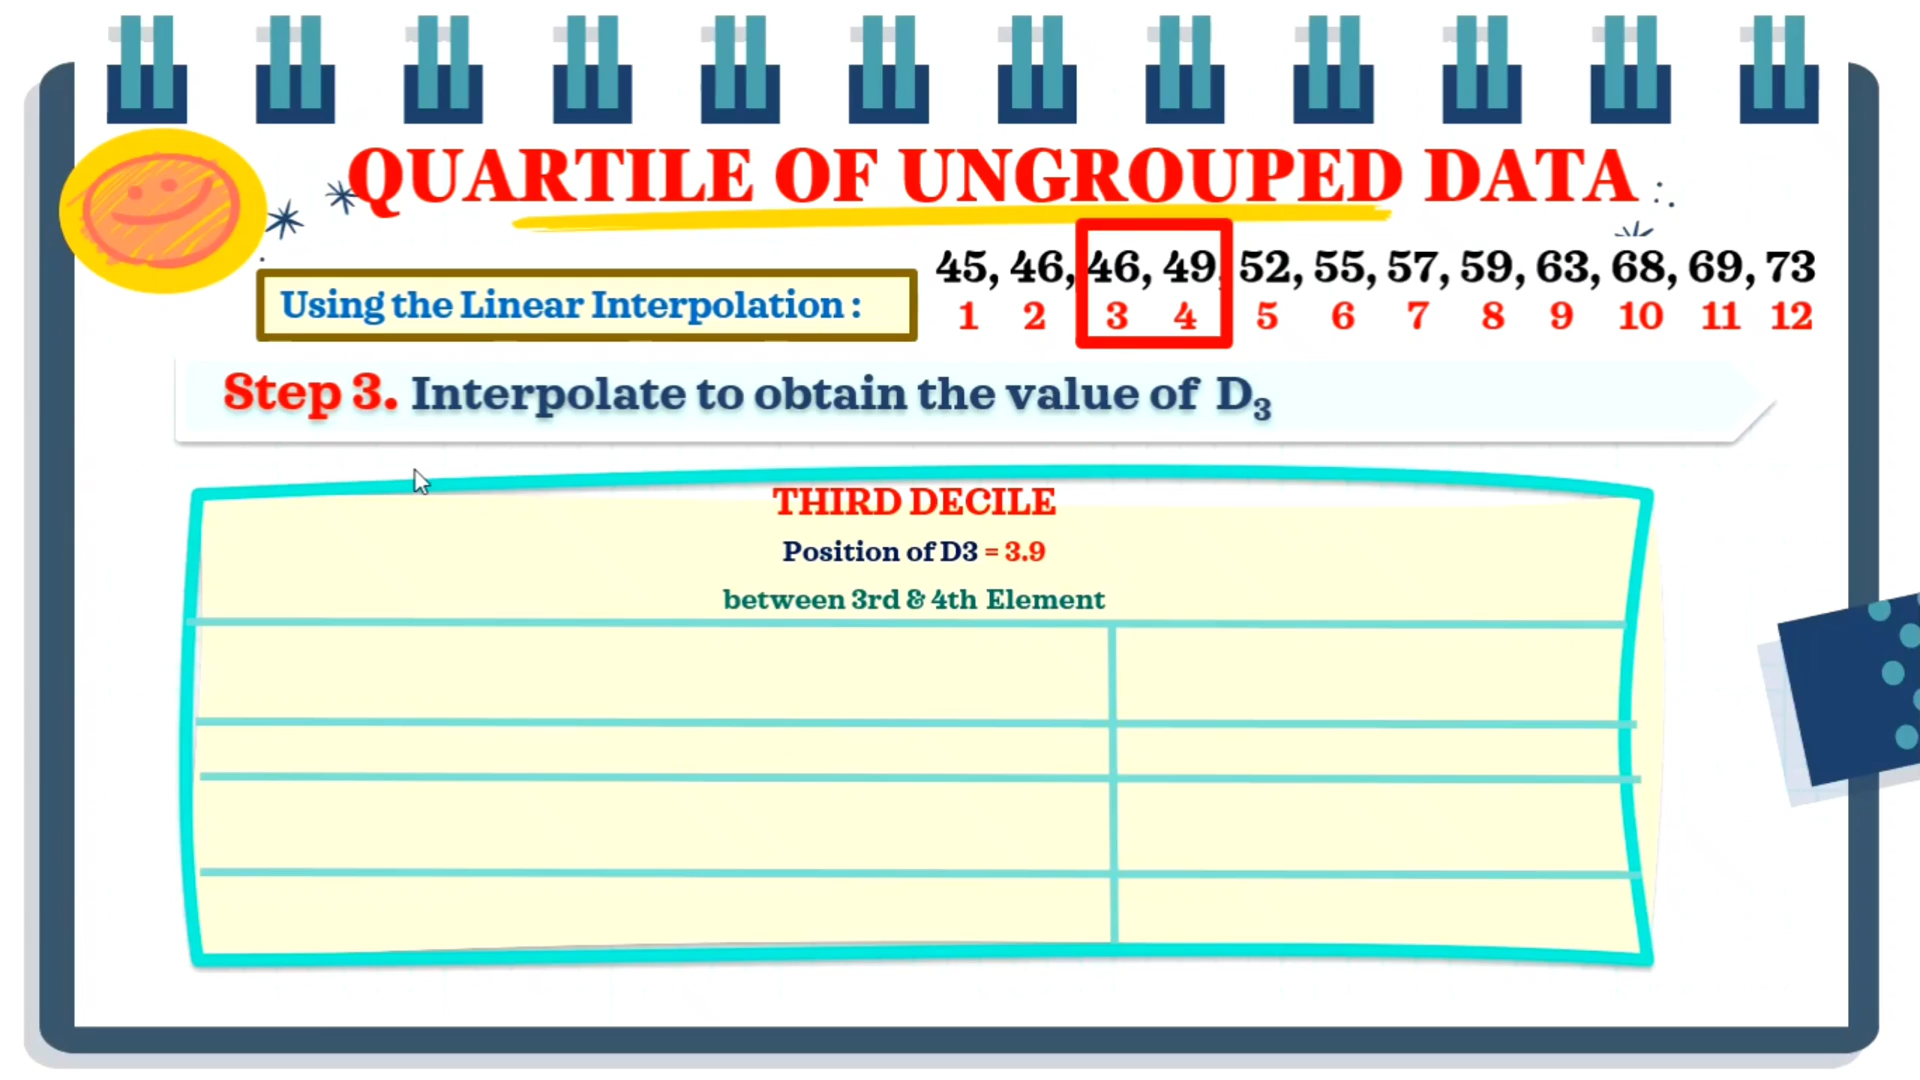 QUARTILE OF UNGROUPED DATA
45, 46, 46, 49, 52, 55, 57, 59, 63, 68, 69, 73
1 2 3 4 5 6 7 8 9 10 11 12
Using the Linear Interpolation :
Step 3. Interpolate to obtain the value of D₃
THIRD DECILE
Position of D3 = 3.9
between 3rd & 4th Element